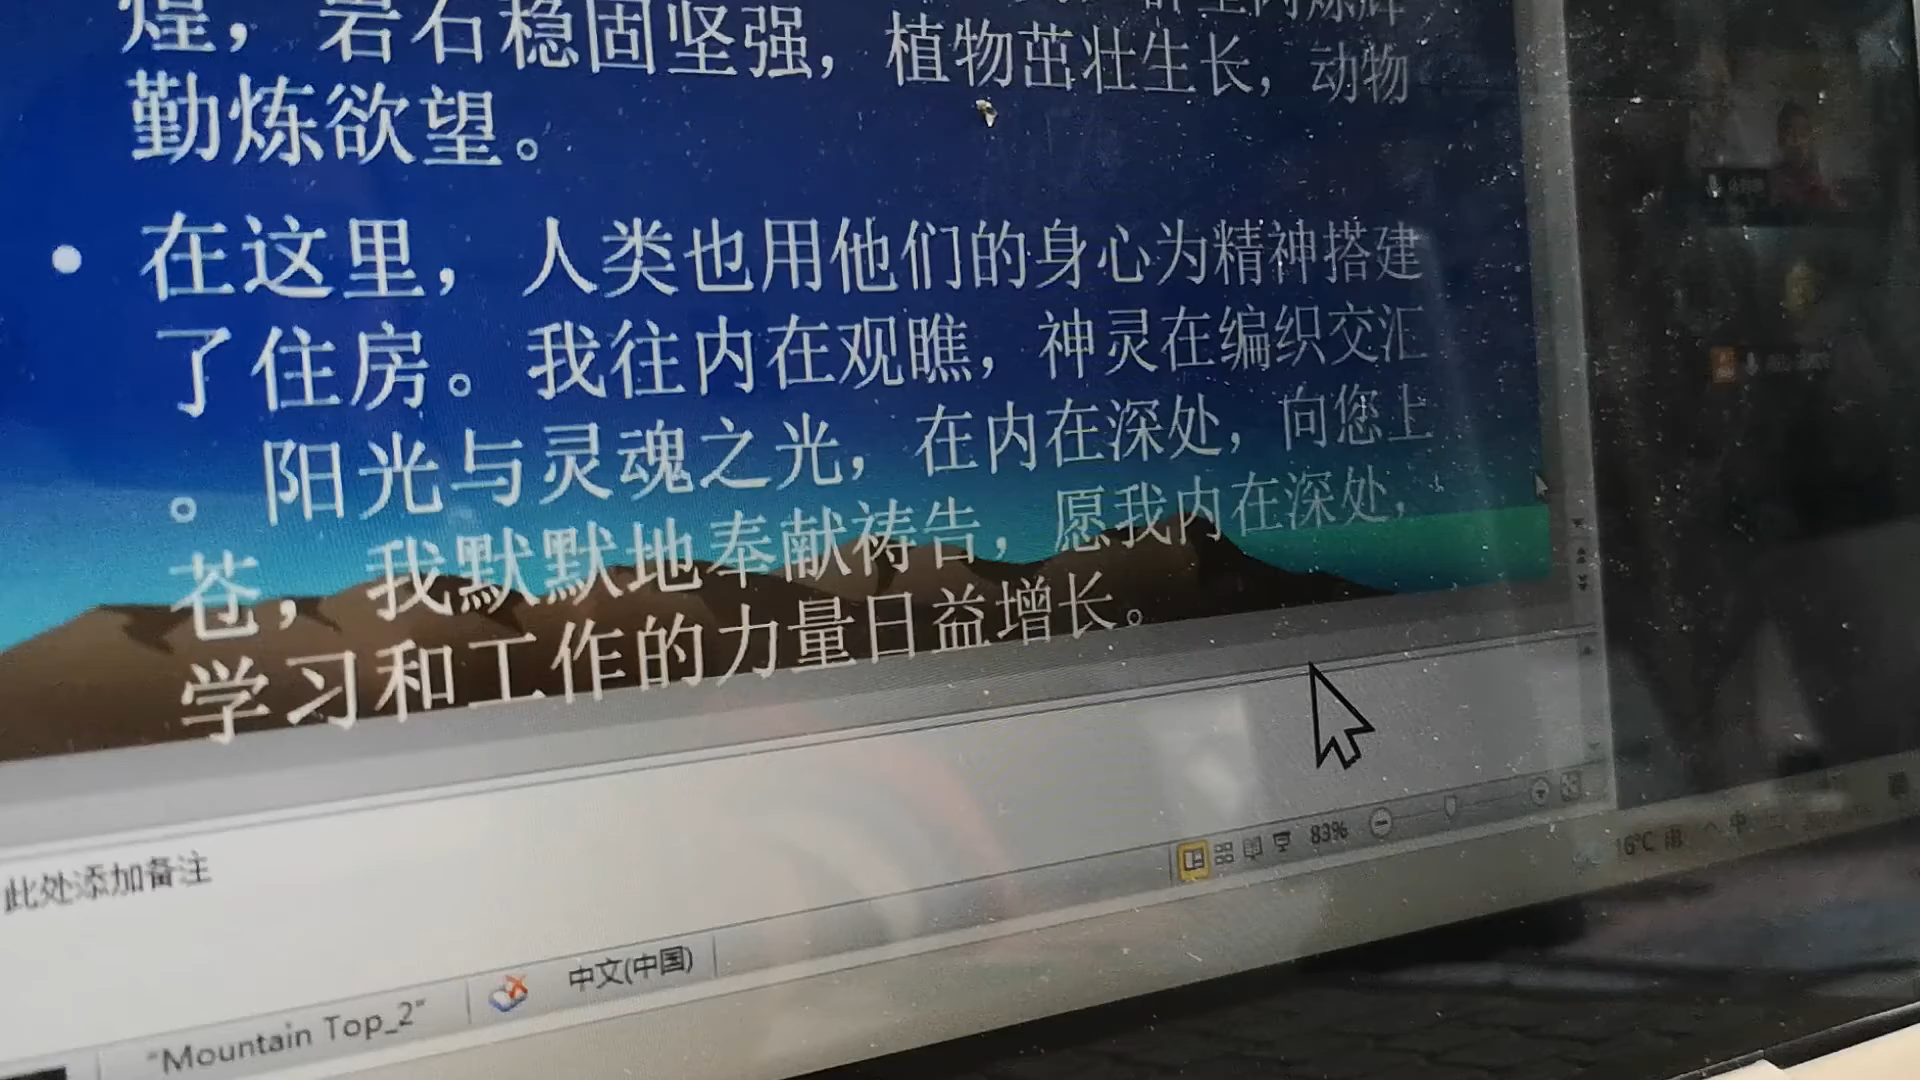 煌，岩石稳固坚强，植物茁壮生长，动物
勤炼欲望。
• 在这里，人类也用他们的身心为精神搭建
了住房。我往内在观瞧，神灵在编织交汇
。阳光与灵魂之光，在内在深处，向您上
苍，我默默地奉献祷告，愿我内在深处，
学习和工作的力量日益增长。
此处添加备注
83%
16°C
中
中文(中国)
"Mountain Top_2"